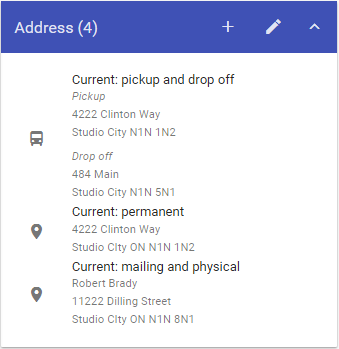 Address (4)
Current: pickup and drop off
Pickup
4222 Clinton Way
Studio City N1N 1N2
Drop off
484 Main
Studio City N1N 5N1
Current: permanent
4222 Clinton Way
Studio CIty ON N1N 1N2
Current: mailing and physical
Robert Brady
11222 Dilling Street
Studio CIty ON N1N 8N1